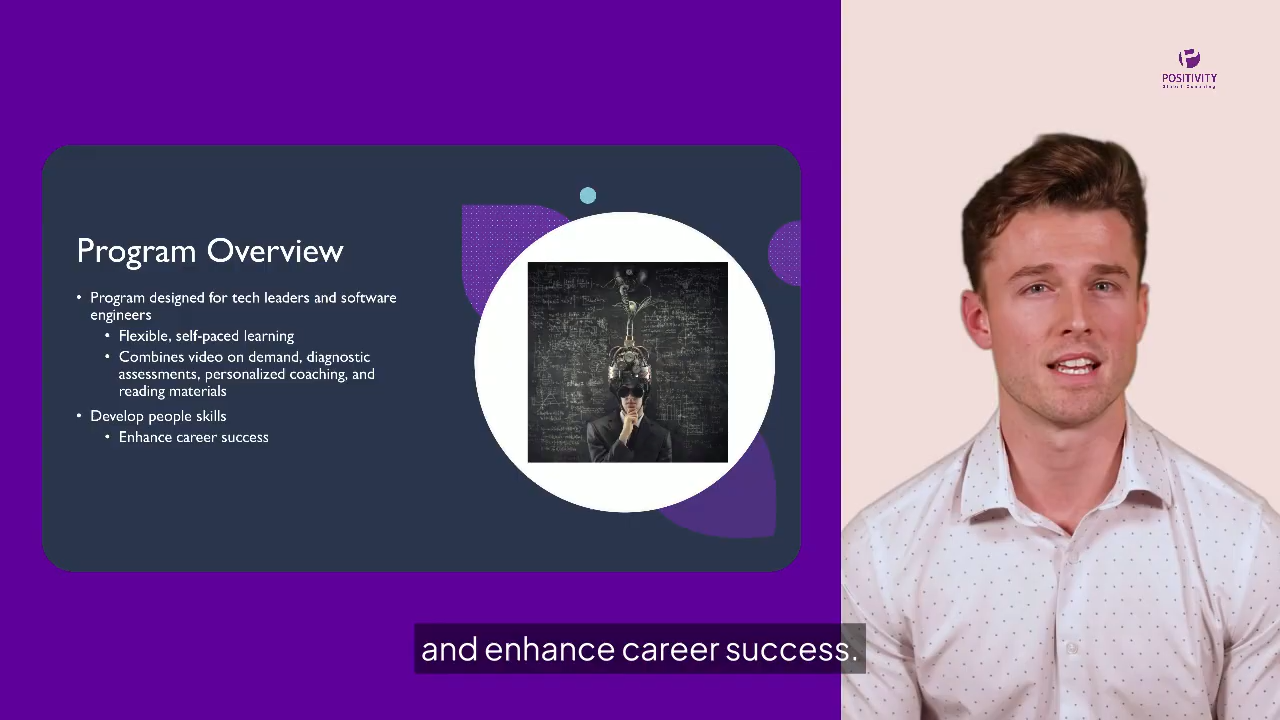 POSITIVITY
Program Overview
• Program designed for tech leaders and software
engineers
• Flexible, self-paced learning
• Combines video on demand, diagnostic
assessments, personalized coaching, and
reading materials
• Develop people skills
• Enhance career success
and enhance career success.